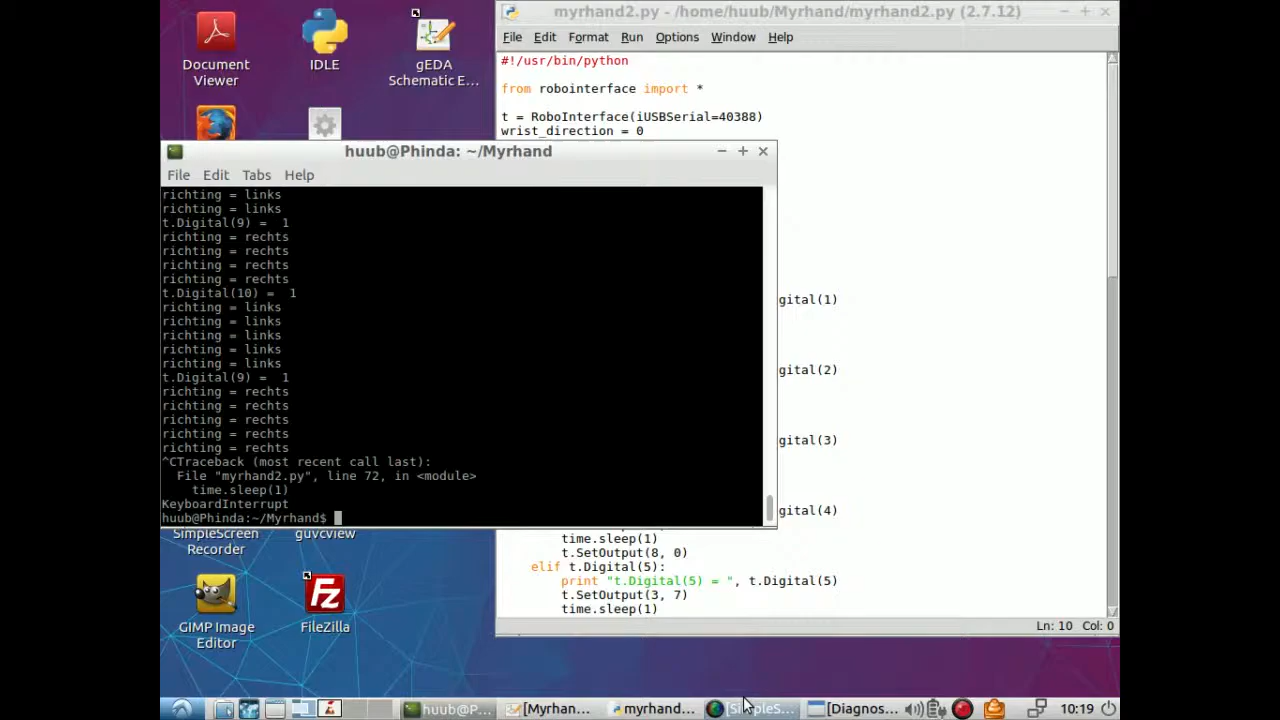 myrhand2.py - /home/huub/Myrhand/myrhand2.py (2.7.12)
File Edit Format Run Options Window Help
#!/usr/bin/python
from robointerface import *
t = RoboInterface(iUSBSerial=40388)
wrist_direction = 0
Document Viewer
IDLE
gEDA Schematic E...
huub@Phinda: ~/Myrhand
File Edit Tabs Help
richting = links
richting = links
t.Digital(9) =  1
richting = rechts
richting = rechts
richting = rechts
richting = rechts
t.Digital(10) =  1
richting = links
richting = links
richting = links
richting = links
richting = links
t.Digital(9) =  1
richting = rechts
richting = rechts
richting = rechts
richting = rechts
richting = rechts
^CTraceback (most recent call last):
  File "myrhand2.py", line 72, in <module>
    time.sleep(1)
KeyboardInterrupt
huub@Phinda:~/Myrhand$
gital(1)
gital(2)
gital(3)
gital(4)
time.sleep(1)
t.SetOutput(8, 0)
elif t.Digital(5):
print "t.Digital(5) = ", t.Digital(5)
t.SetOutput(3, 7)
time.sleep(1)
Ln: 10 Col: 0
SimpleScreen Recorder
guvcview
GIMP Image Editor
FileZilla
huub@P... [Myrhan... myrhand... [SimpleS... [Diagnos... 10:19